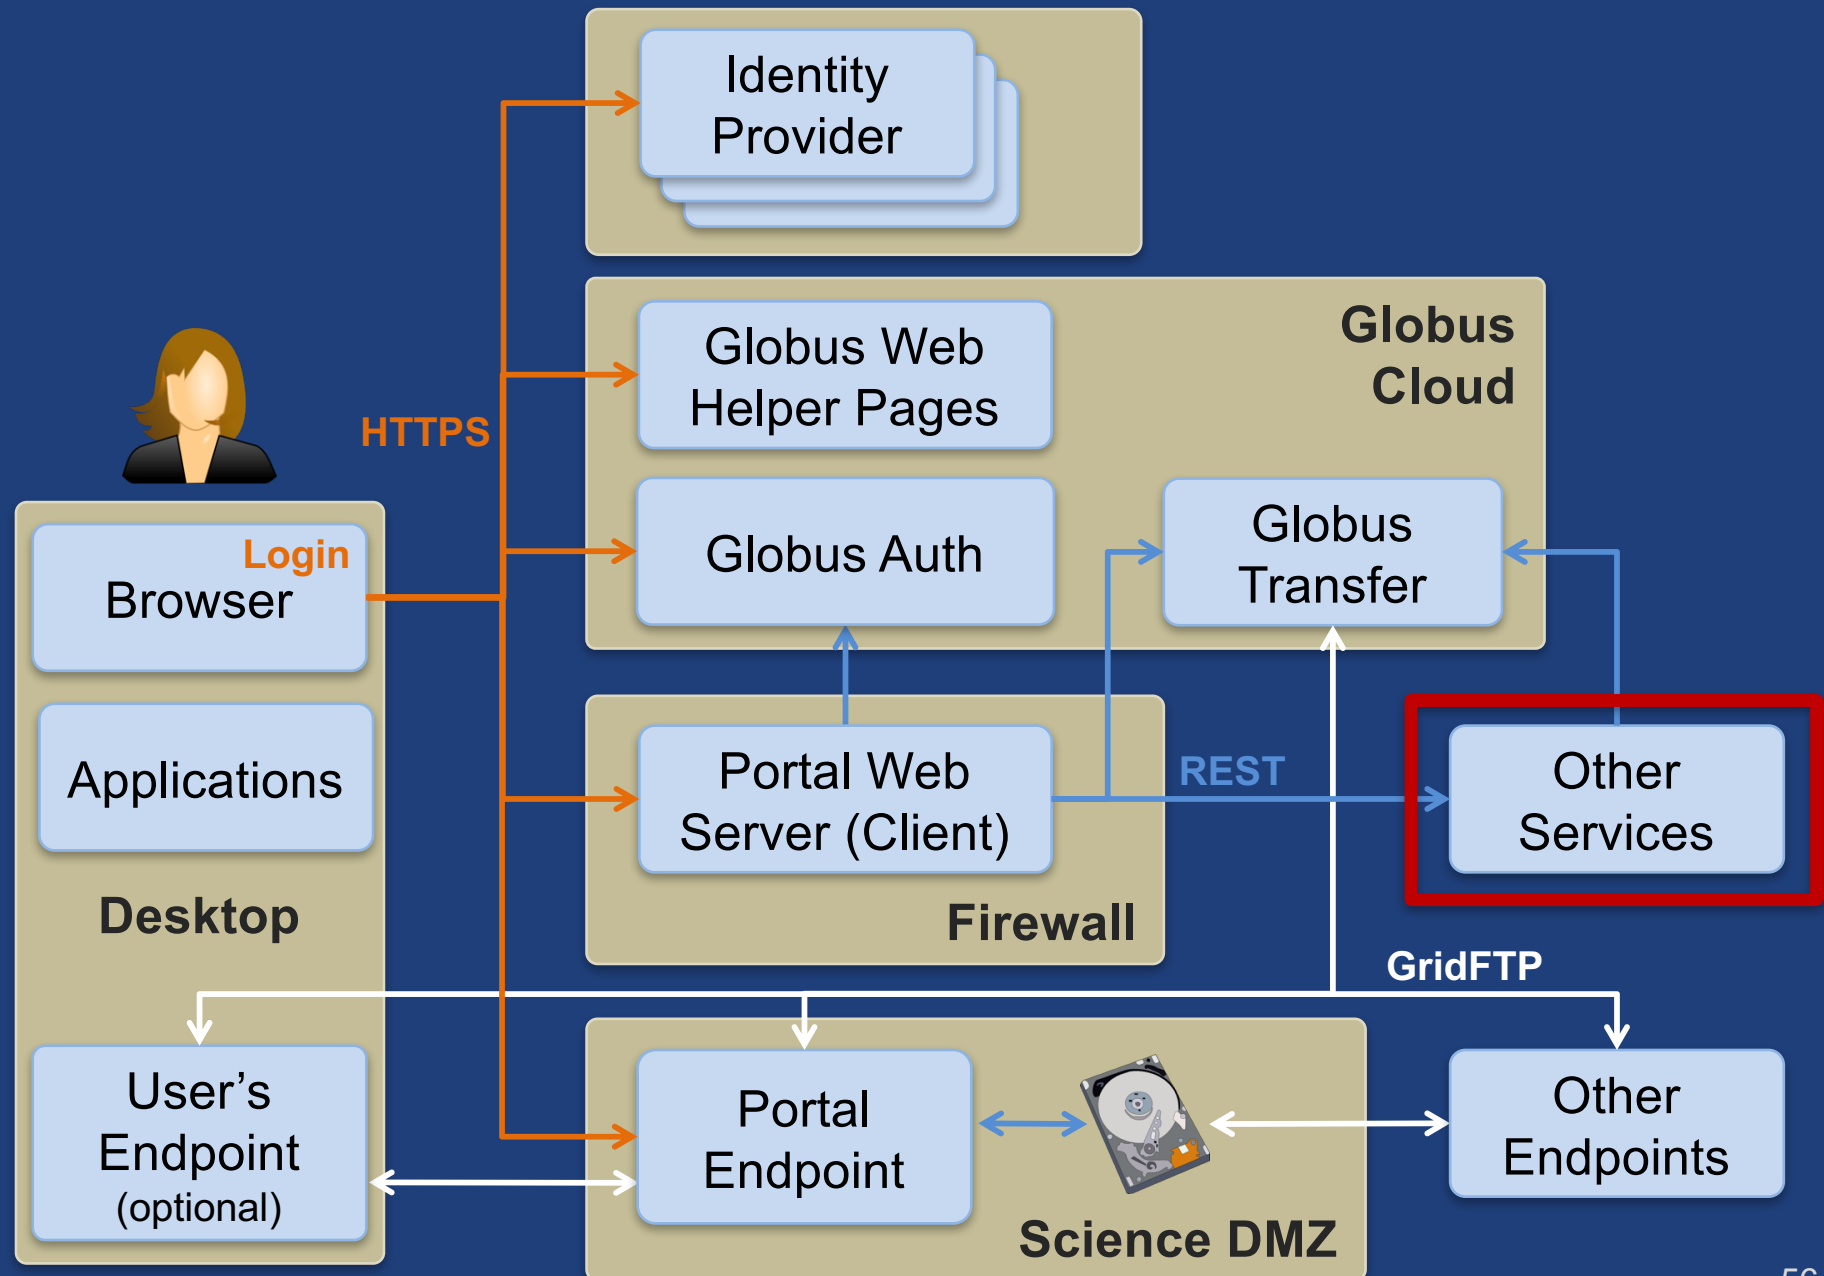 Identity
Provider
Globus Web
Helper Pages
Globus
Cloud
HTTPS
Login
Browser
Globus Auth
Globus
Transfer
Applications
Desktop
Portal Web
Server (Client)
Firewall
REST
Other
Services
GridFTP
User’s
Endpoint
(optional)
Portal
Endpoint
Science DMZ
Other
Endpoints
56